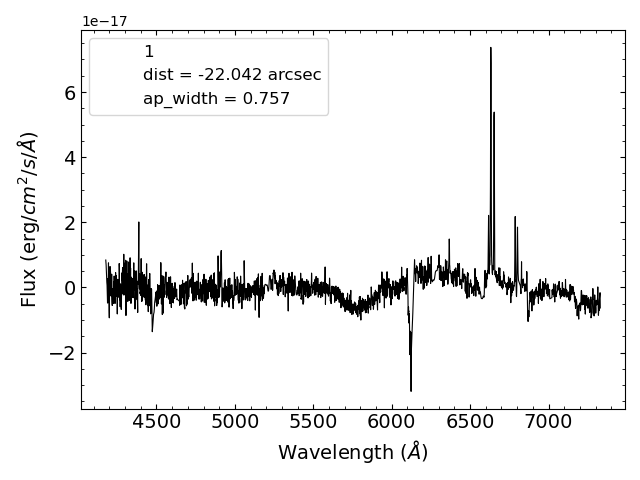 1e−17
1
dist = -22.042 arcsec
ap_width = 0.757
6
4
2
0
−2
Flux (erg/cm²/s/Å)
4500 5000 5500 6000 6500 7000
Wavelength (Å)